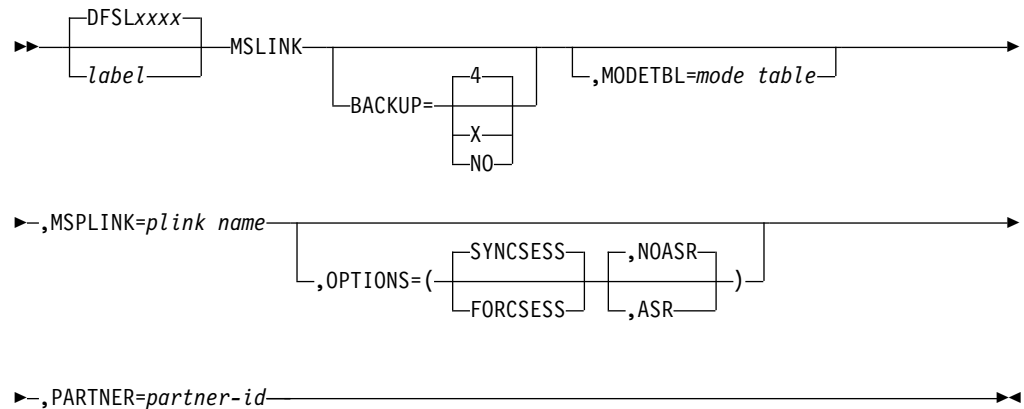 DFSLxxxx
label
MSLINK
BACKUP=
4
X
NO
,MODETBL=mode table
,MSPLINK=plink name
,OPTIONS=(
SYNCSESS
FORCSESS
,NOASR
,ASR
)
,PARTNER=partner-id